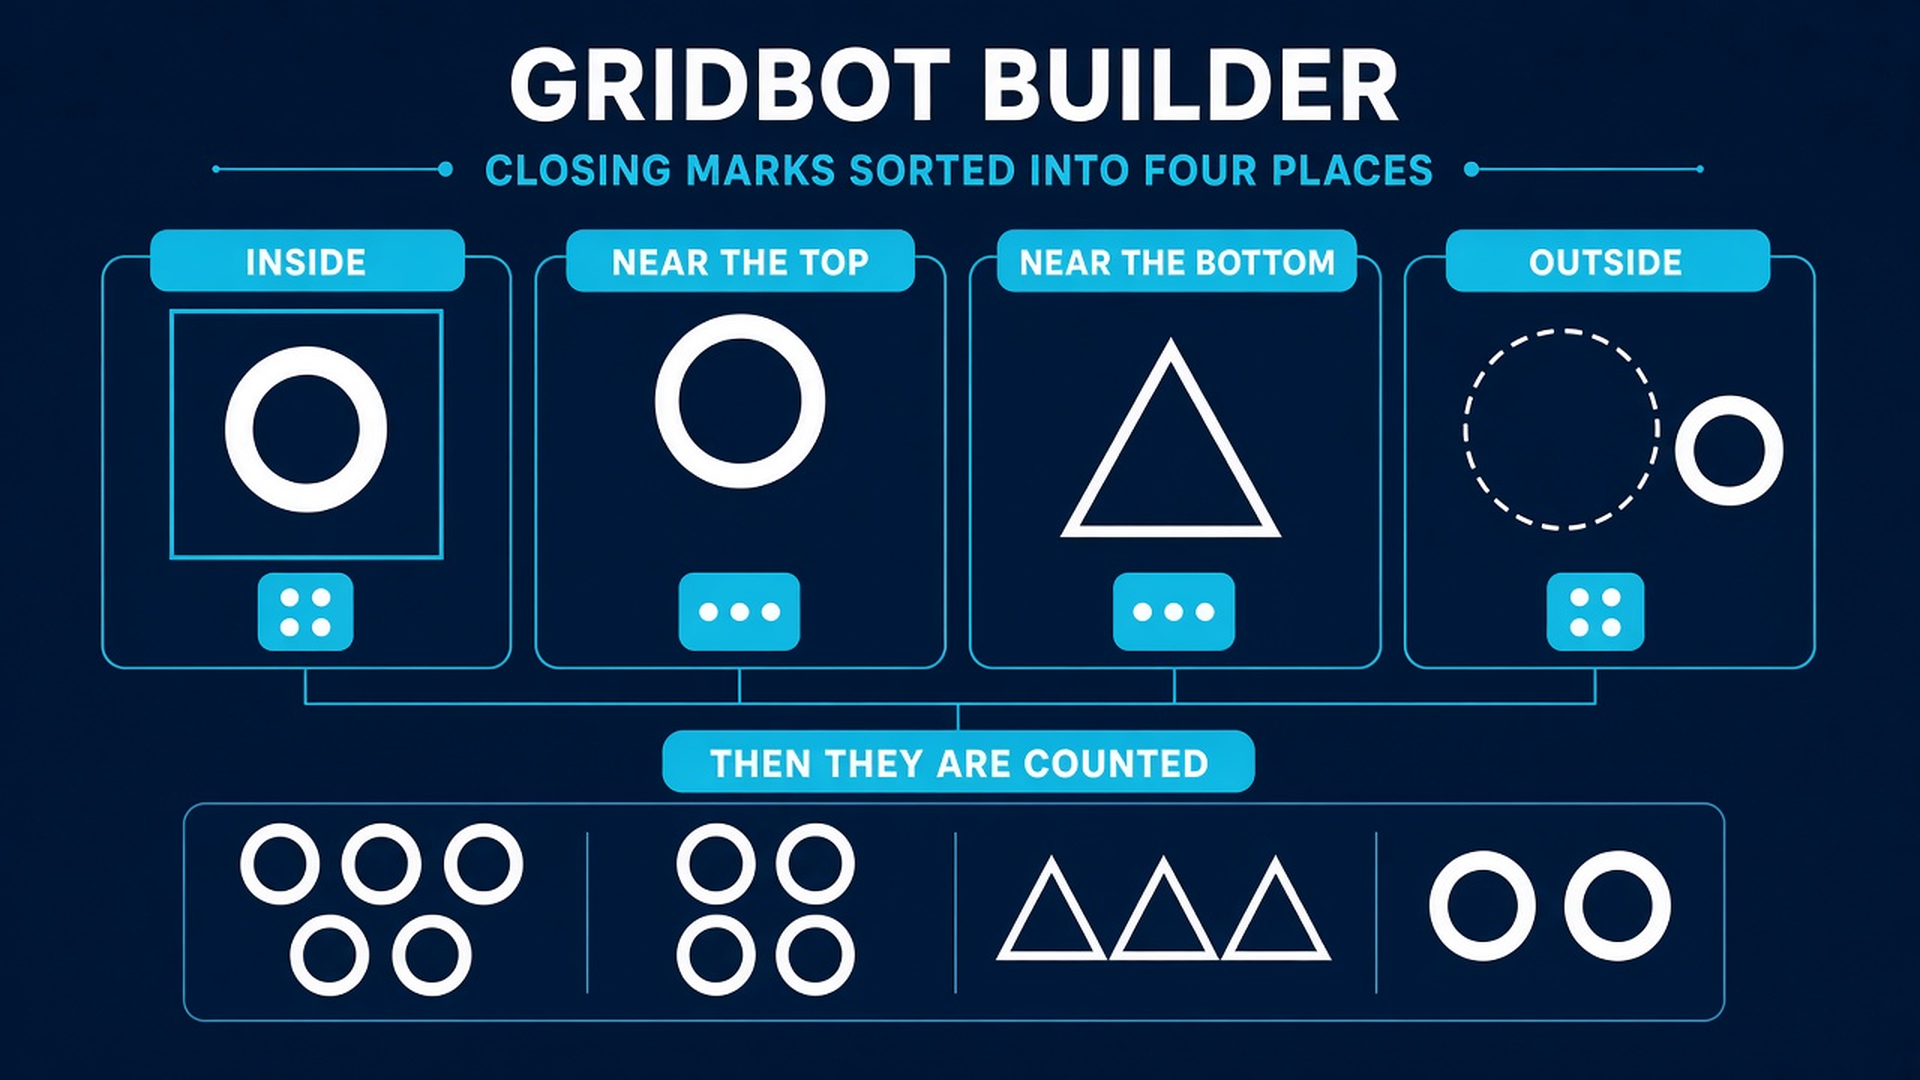 GRIDBOT BUILDER
CLOSING MARKS SORTED INTO FOUR PLACES
INSIDE
NEAR THE TOP
NEAR THE BOTTOM
OUTSIDE
THEN THEY ARE COUNTED